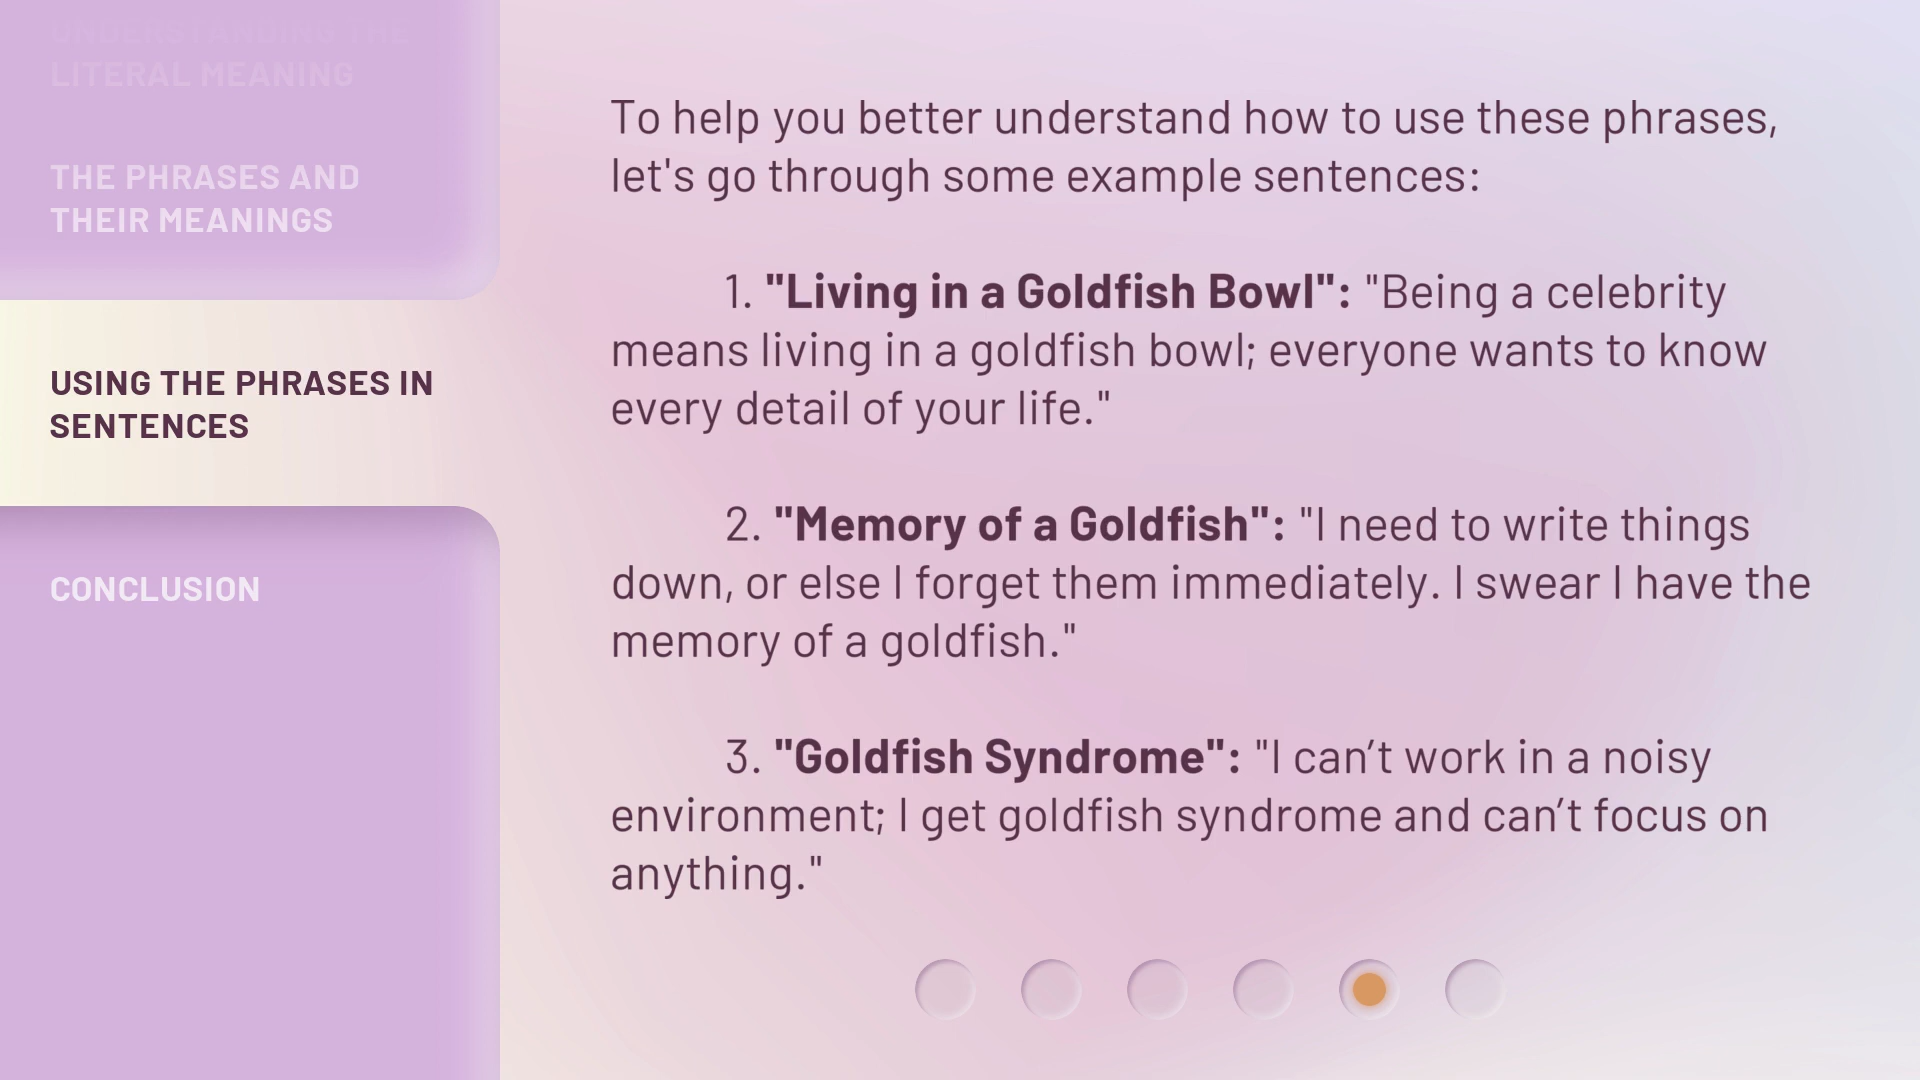 UNDERSTANDING THE
LITERAL MEANING
THE PHRASES AND
THEIR MEANINGS
USING THE PHRASES IN
SENTENCES
CONCLUSION
To help you better understand how to use these phrases,
let's go through some example sentences:
1. "Living in a Goldfish Bowl": "Being a celebrity
means living in a goldfish bowl; everyone wants to know
every detail of your life."
2. "Memory of a Goldfish": "I need to write things
down, or else I forget them immediately. I swear I have the
memory of a goldfish."
3. "Goldfish Syndrome": "I can’t work in a noisy
environment; I get goldfish syndrome and can’t focus on
anything."